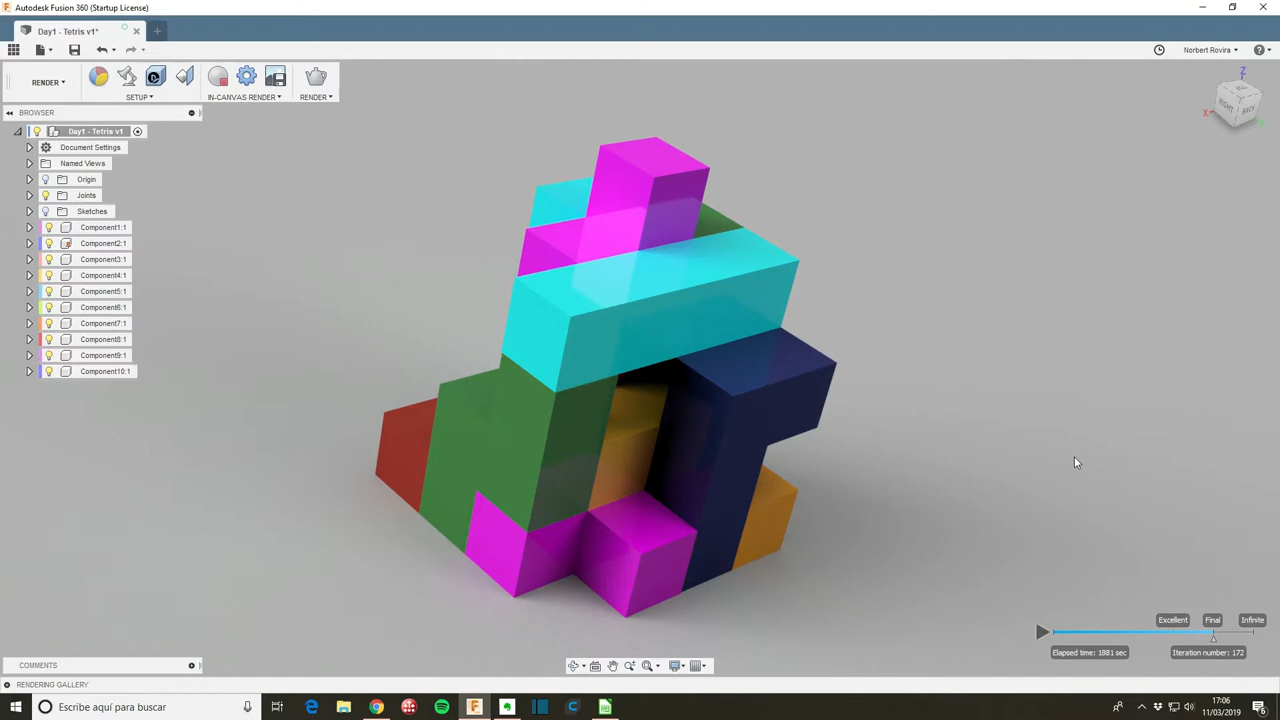 Autodesk Fusion 360 (Startup License)
Day1 - Tetris v1*
Norbert Rovira
RENDER
SETUP
IN-CANVAS RENDER
RENDER
BROWSER
Day1 - Tetris v1
Document Settings
Named Views
Origin
Joints
Sketches
Component1:1
Component2:1
Component3:1
Component4:1
Component5:1
Component6:1
Component7:1
Component8:1
Component9:1
Component10:1
Z
X
RIGHT
BACK
Excellent Final Infinite
Elapsed time: 1881 sec Iteration number: 172
COMMENTS
RENDERING GALLERY
Escribe aquí para buscar
17:06
11/03/2019